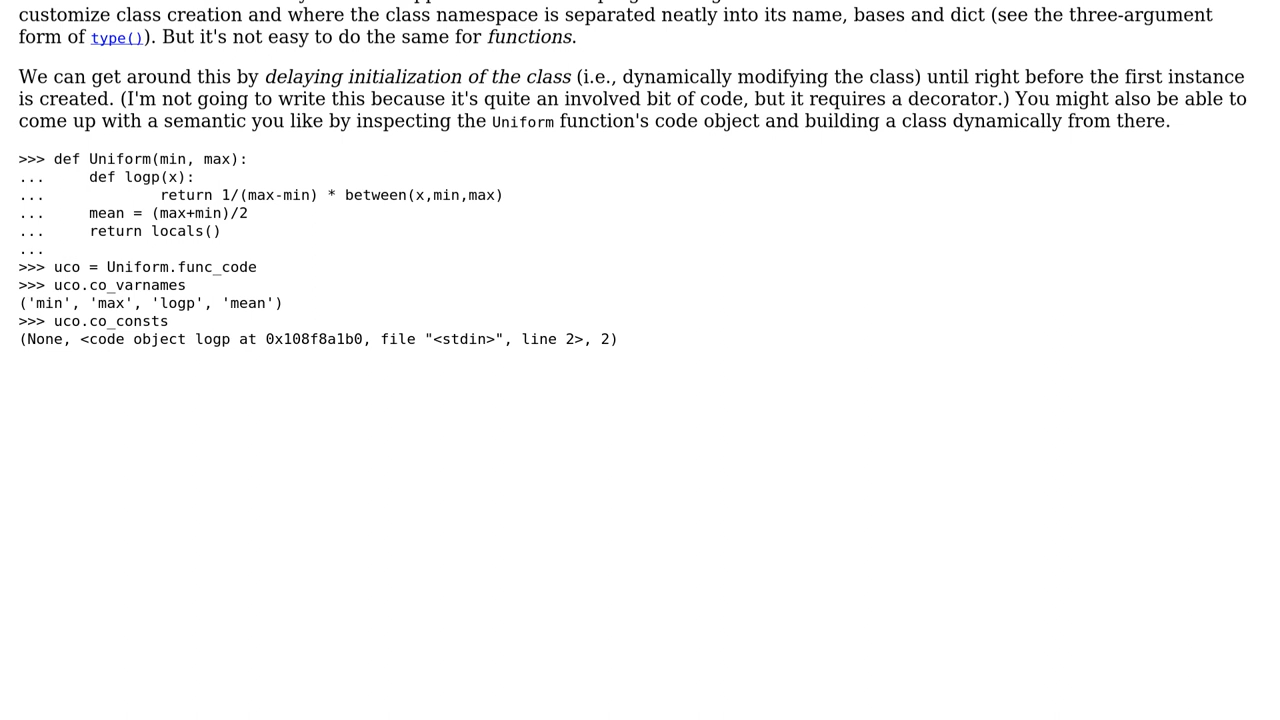 customize class creation and where the class namespace is separated neatly into its name, bases and dict (see the three-argument
form of type()). But it's not easy to do the same for functions.
We can get around this by delaying initialization of the class (i.e., dynamically modifying the class) until right before the first instance
is created. (I'm not going to write this because it's quite an involved bit of code, but it requires a decorator.) You might also be able to
come up with a semantic you like by inspecting the Uniform function's code object and building a class dynamically from there.
>>> def Uniform(min, max):
...     def logp(x):
...             return 1/(max-min) * between(x,min,max)
...     mean = (max+min)/2
...     return locals()
...
>>> uco = Uniform.func_code
>>> uco.co_varnames
('min', 'max', 'logp', 'mean')
>>> uco.co_consts
(None, <code object logp at 0x108f8a1b0, file "<stdin>", line 2>, 2)